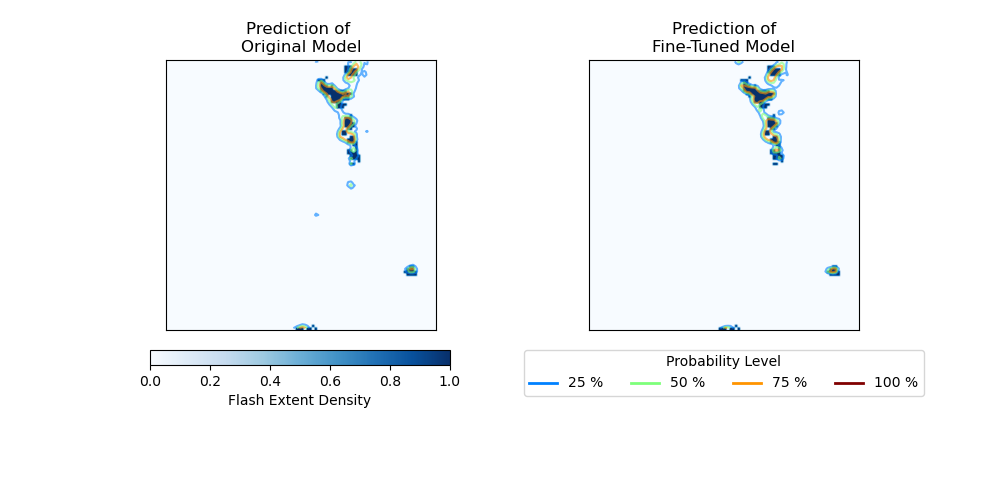 Prediction of
Original Model
Prediction of
Fine-Tuned Model
0.0 0.2 0.4 0.6 0.8 1.0
Flash Extent Density
Probability Level
25 % 50 % 75 % 100 %